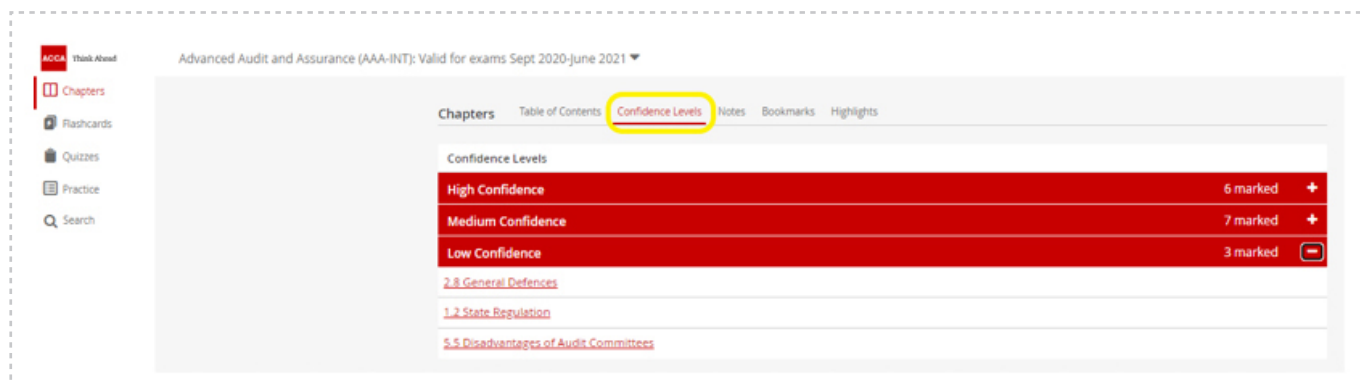 ACCA Think Ahead
Advanced Audit and Assurance (AAA-INT): Valid for exams Sept 2020-June 2021
Chapters
Flashcards
Quizzes
Practice
Search
Chapters Table of Contents Confidence Levels Notes Bookmarks Highlights
Confidence Levels
High Confidence 6 marked +
Medium Confidence 7 marked +
Low Confidence 3 marked -
2.8 General Defences
1.2 State Regulation
5.5 Disadvantages of Audit Committees